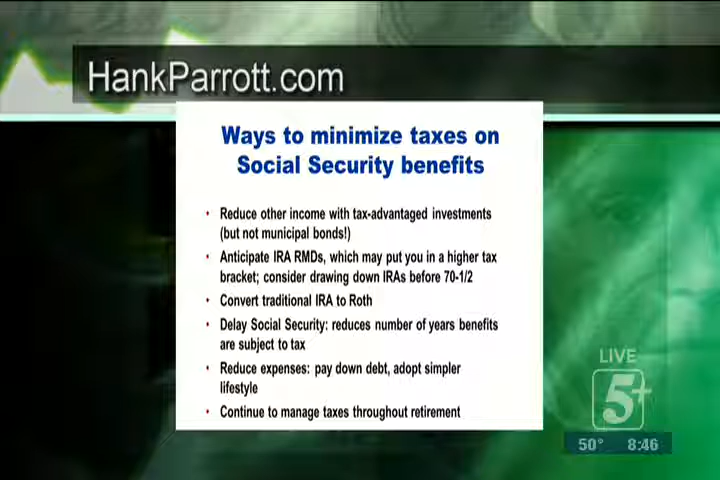 HankParrott.com
Ways to minimize taxes on
Social Security benefits
• Reduce other income with tax-advantaged investments
(but not municipal bonds!)
• Anticipate IRA RMDs, which may put you in a higher tax
bracket; consider drawing down IRAs before 70-1/2
• Convert traditional IRA to Roth
• Delay Social Security: reduces number of years benefits
are subject to tax
• Reduce expenses: pay down debt, adopt simpler
lifestyle
• Continue to manage taxes throughout retirement
LIVE
5+
50° 8:46